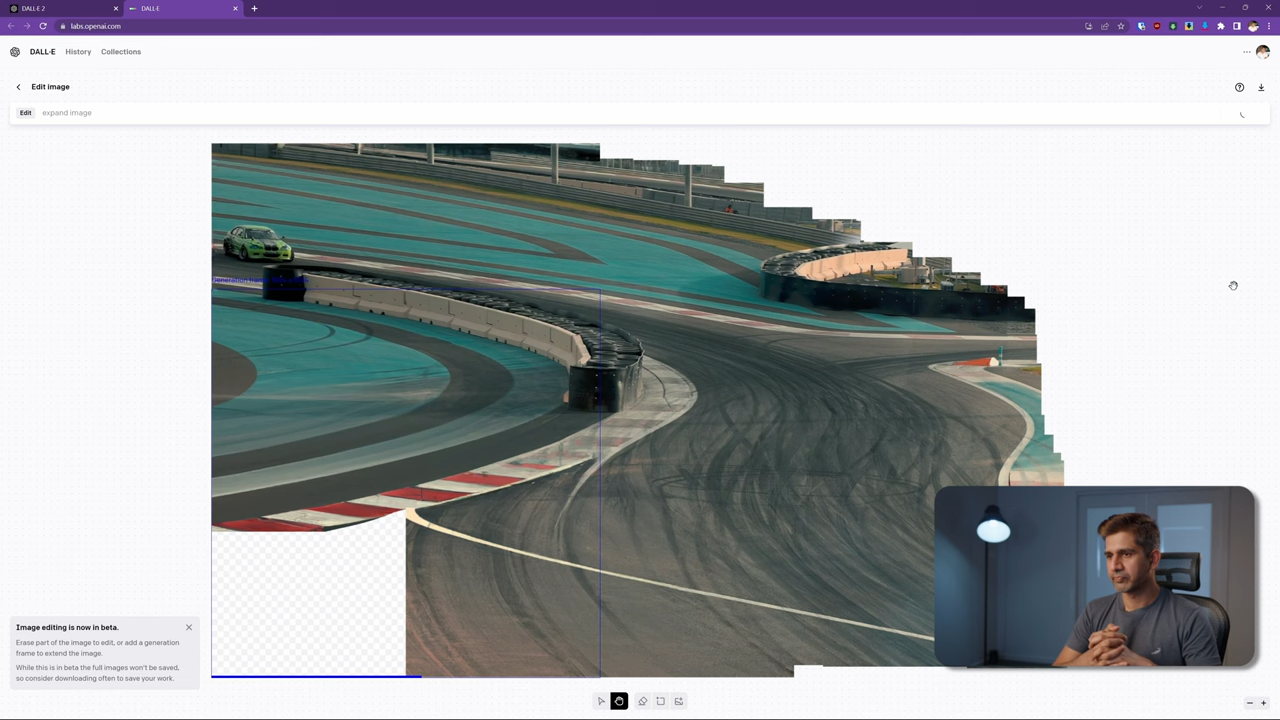 DALL·E 2
DALL·E
labs.openai.com
DALL·E
History
Collections
Edit image
Edit
expand image
Image editing is now in beta.
Erase part of the image to edit, or add a generation
frame to extend the image.
While this is in beta the full images won't be saved,
so consider downloading often to save your work.